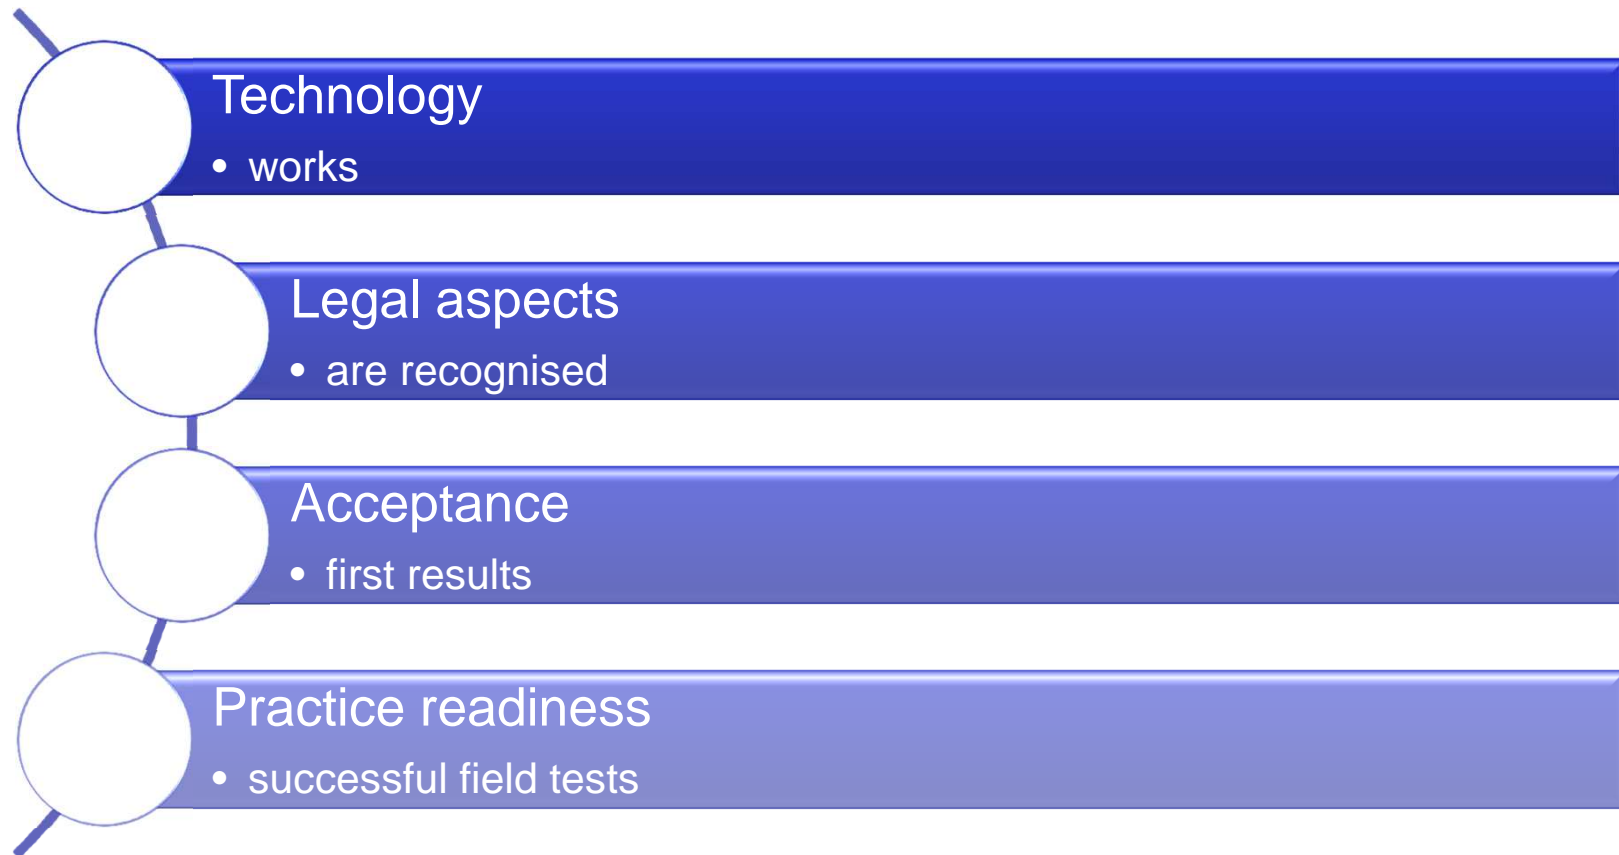 Technology
• works
Legal aspects
• are recognised
Acceptance
• first results
Practice readiness
• successful field tests